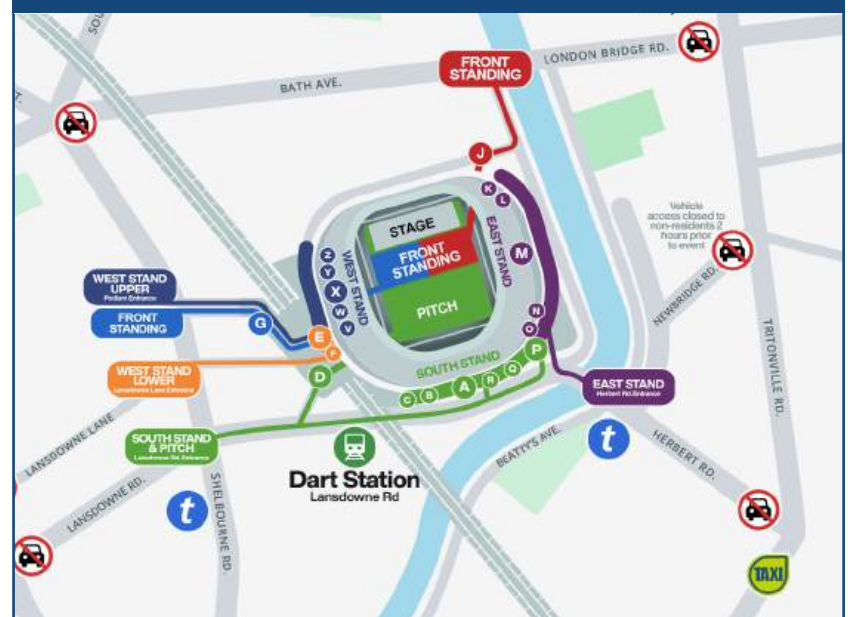 SOU
LONDON BRIDGE RD.
BATH AVE.
T.
FRONT
STANDING
J
K
L
STAGE
FRONT
STANDING
PITCH
EAST STAND
M
N
O
WEST STAND
Z
Y
X
W
V
Vehicle
access closed to
non-residents 2
hours prior
to event
NEWBRIDGE RD.
TRITONVILLE RD.
WEST STAND
UPPER
Podium Entrance
FRONT
STANDING
G
E
F
WEST STAND
LOWER
Lansdowne Lane Entrance
D
SOUTH STAND
C
B
A
R
Q
P
EAST STAND
Herbert Rd. Entrance
SOUTH STAND
& PITCH
Lansdowne Rd. Entrance
LANSDOWNE LANE
LANSDOWNE RD.
SHELBOURNE RD.
Dart Station
Lansdowne Rd
BEATTY'S AVE.
HERBERT RD.
t
t
TAXI